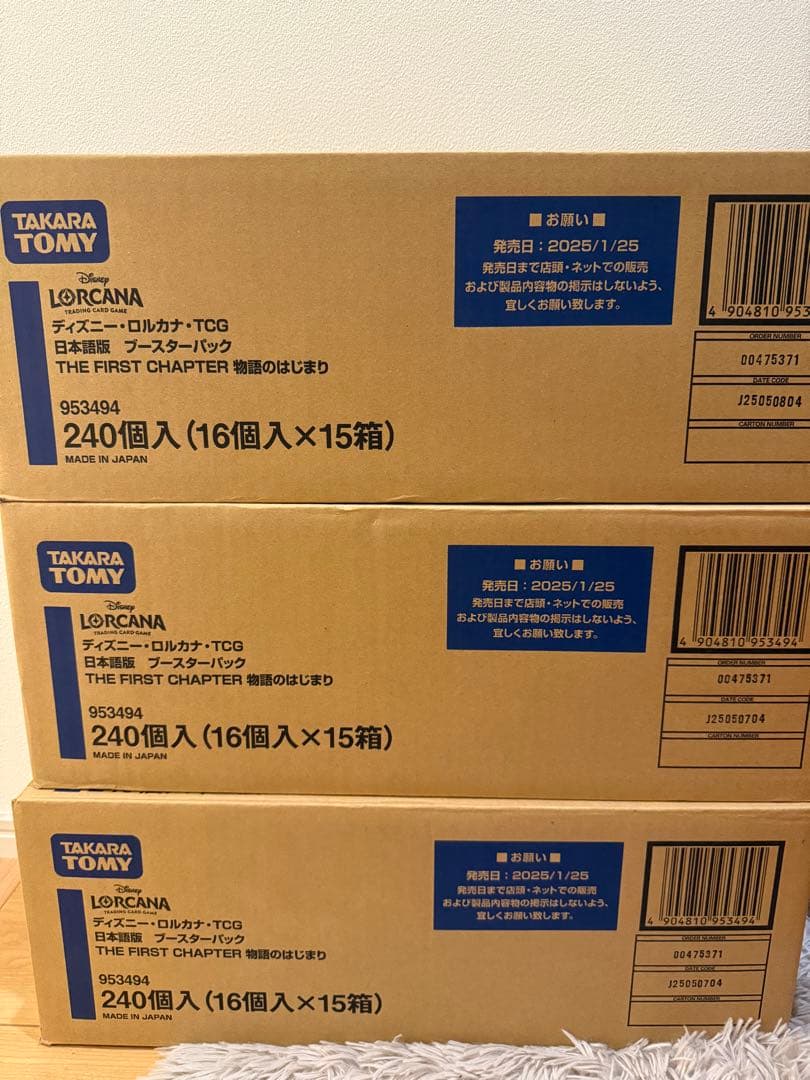 TAKARA
TOMY
Disney
LORCANA
TRADING CARD GAME
ディズニー・ロルカナ・TCG
日本語版 ブースターパック
THE FIRST CHAPTER 物語のはじまり
953494
240個入(16個入×15箱)
MADE IN JAPAN
■お願い■
発売日:2025/1/25
発売日まで店頭・ネットでの販売
および製品内容物の掲示はしないよう、
宜しくお願い致します。
4 904810 953
ORDER NUMBER
00475371
DATE CODE
J25050804
CARTON NUMBER
TAKARA
TOMY
Disney
LORCANA
TRADING CARD GAME
ディズニー・ロルカナ・TCG
日本語版 ブースターパック
THE FIRST CHAPTER 物語のはじまり
953494
240個入(16個入×15箱)
MADE IN JAPAN
■お願い■
発売日:2025/1/25
発売日まで店頭・ネットでの販売
および製品内容物の掲示はしないよう、
宜しくお願い致します。
4 904810 953494
ORDER NUMBER
00475371
DATE CODE
J25050704
CARTON NUMBER
TAKARA
TOMY
Disney
LORCANA
TRADING CARD GAME
ディズニー・ロルカナ・TCG
日本語版 ブースターパック
THE FIRST CHAPTER 物語のはじまり
953494
240個入(16個入×15箱)
MADE IN JAPAN
■お願い■
発売日:2025/1/25
発売日まで店頭・ネットでの販売
および製品内容物の掲示はしないよう、
宜しくお願い致します。
4 904810 953494
ORDER NUMBER
00475371
DATE CODE
J25050704
CARTON NUMBER